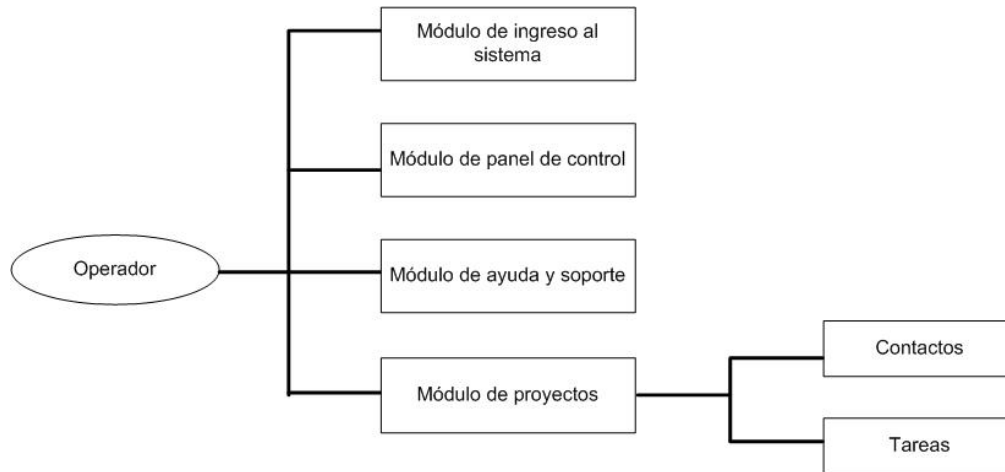 Módulo de ingreso al
sistema
Módulo de panel de control
Operador
Módulo de ayuda y soporte
Contactos
Módulo de proyectos
Tareas